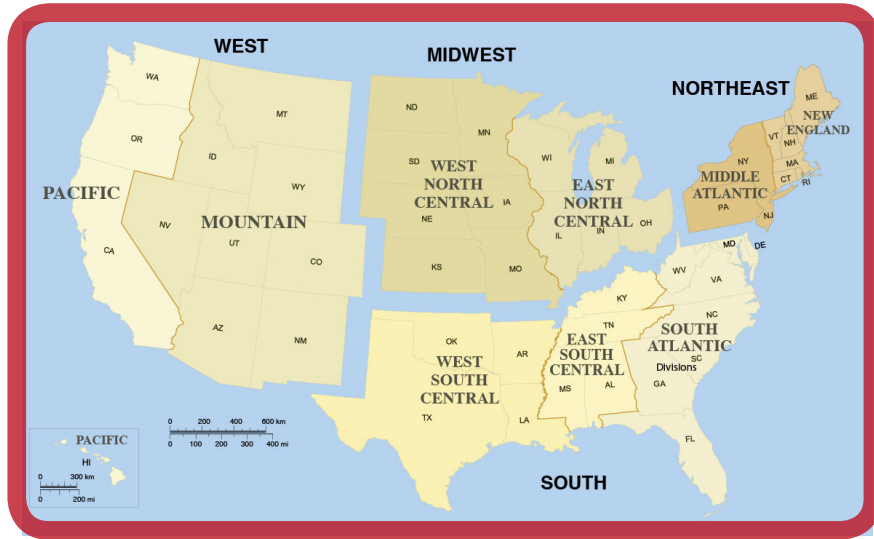 WEST
MIDWEST
NORTHEAST
WA
OR
CA
PACIFIC
MT
ID
WY
NV
UT
CO
AZ
NM
MOUNTAIN
ND
MN
SD
WEST
NORTH
CENTRAL
NE
IA
KS
MO
WI
MI
EAST
NORTH
CENTRAL
IL
IN
OH
ME
NEW
ENGLAND
VT
NH
MA
CT
RI
NY
MIDDLE
ATLANTIC
PA
NJ
MD
DE
WV
VA
NC
SOUTH
ATLANTIC
SC
Divisions
GA
FL
KY
TN
EAST
SOUTH
CENTRAL
MS
AL
OK
AR
WEST
SOUTH
CENTRAL
TX
LA
SOUTH
0 200 400 600 km
0 100 200 300 400 mi
PACIFIC
HI
0 300 km
0 200 mi